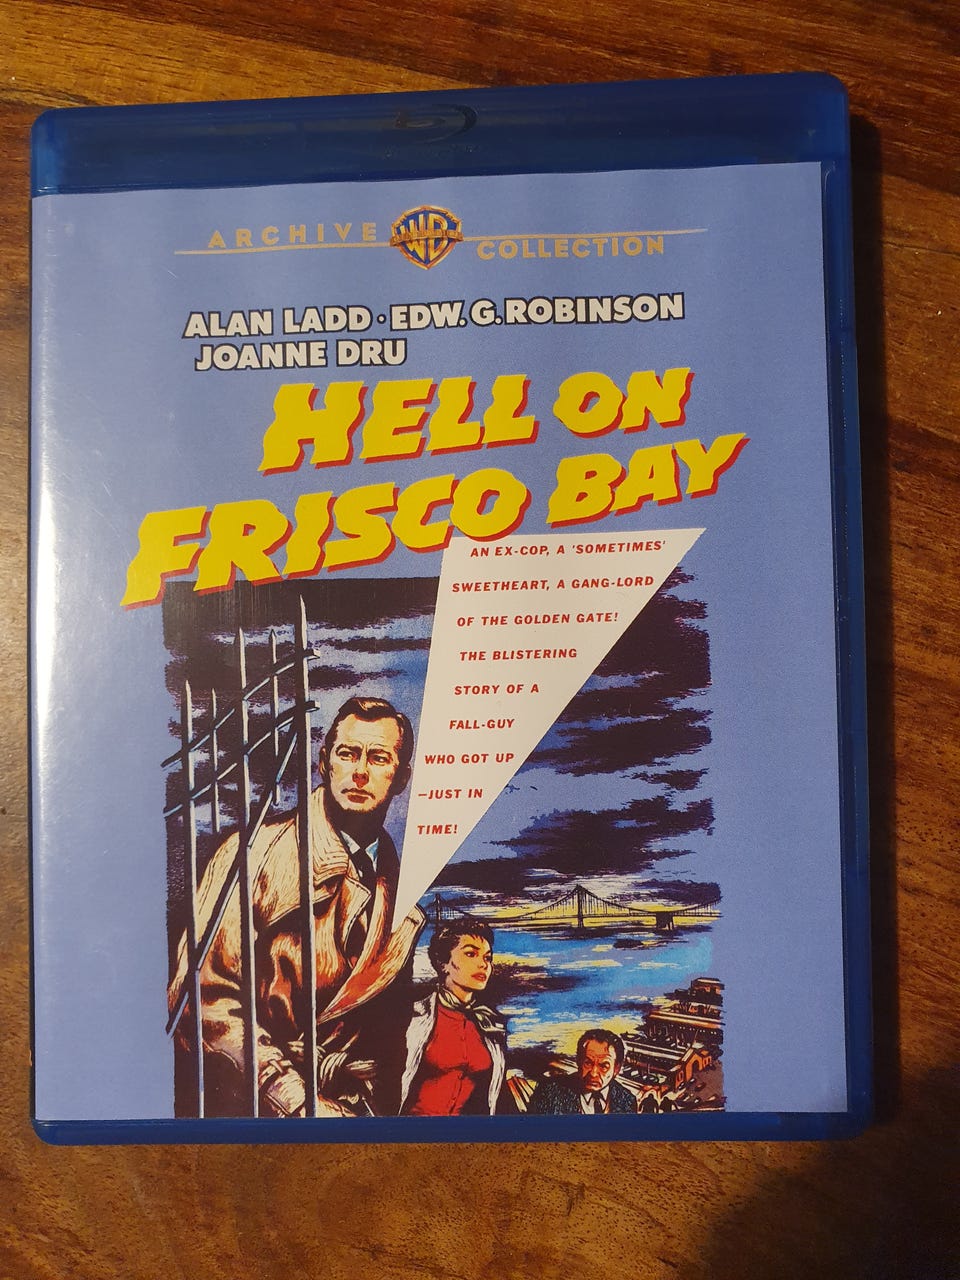 ARCHIVE WB COLLECTION
ALAN LADD · EDW. G. ROBINSON
JOANNE DRU
HELL ON
FRISCO BAY
AN EX-COP, A 'SOMETIMES'
SWEETHEART, A GANG-LORD
OF THE GOLDEN GATE!
THE BLISTERING
STORY OF A
FALL-GUY
WHO GOT UP
—JUST IN
TIME!